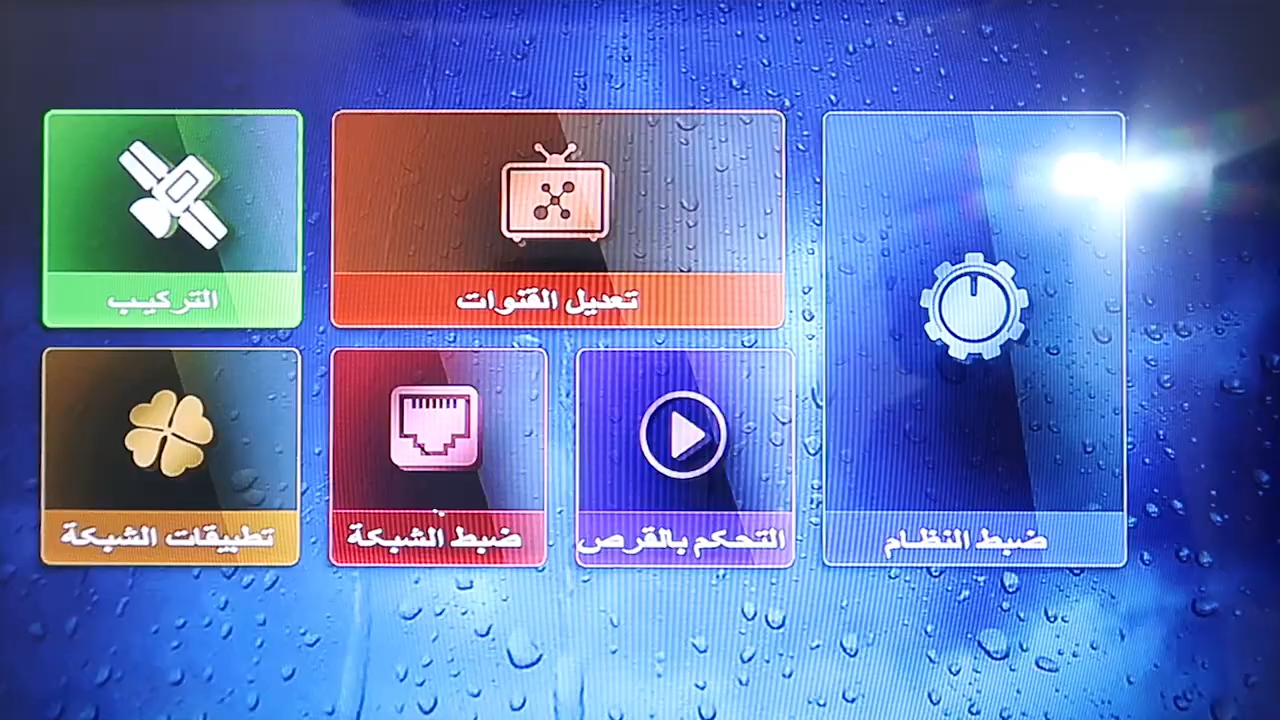 ضبط النظام
تعديل القنوات
التركيب
التحكم بالقرص
ضبط الشبكة
تطبيقات الشبكة